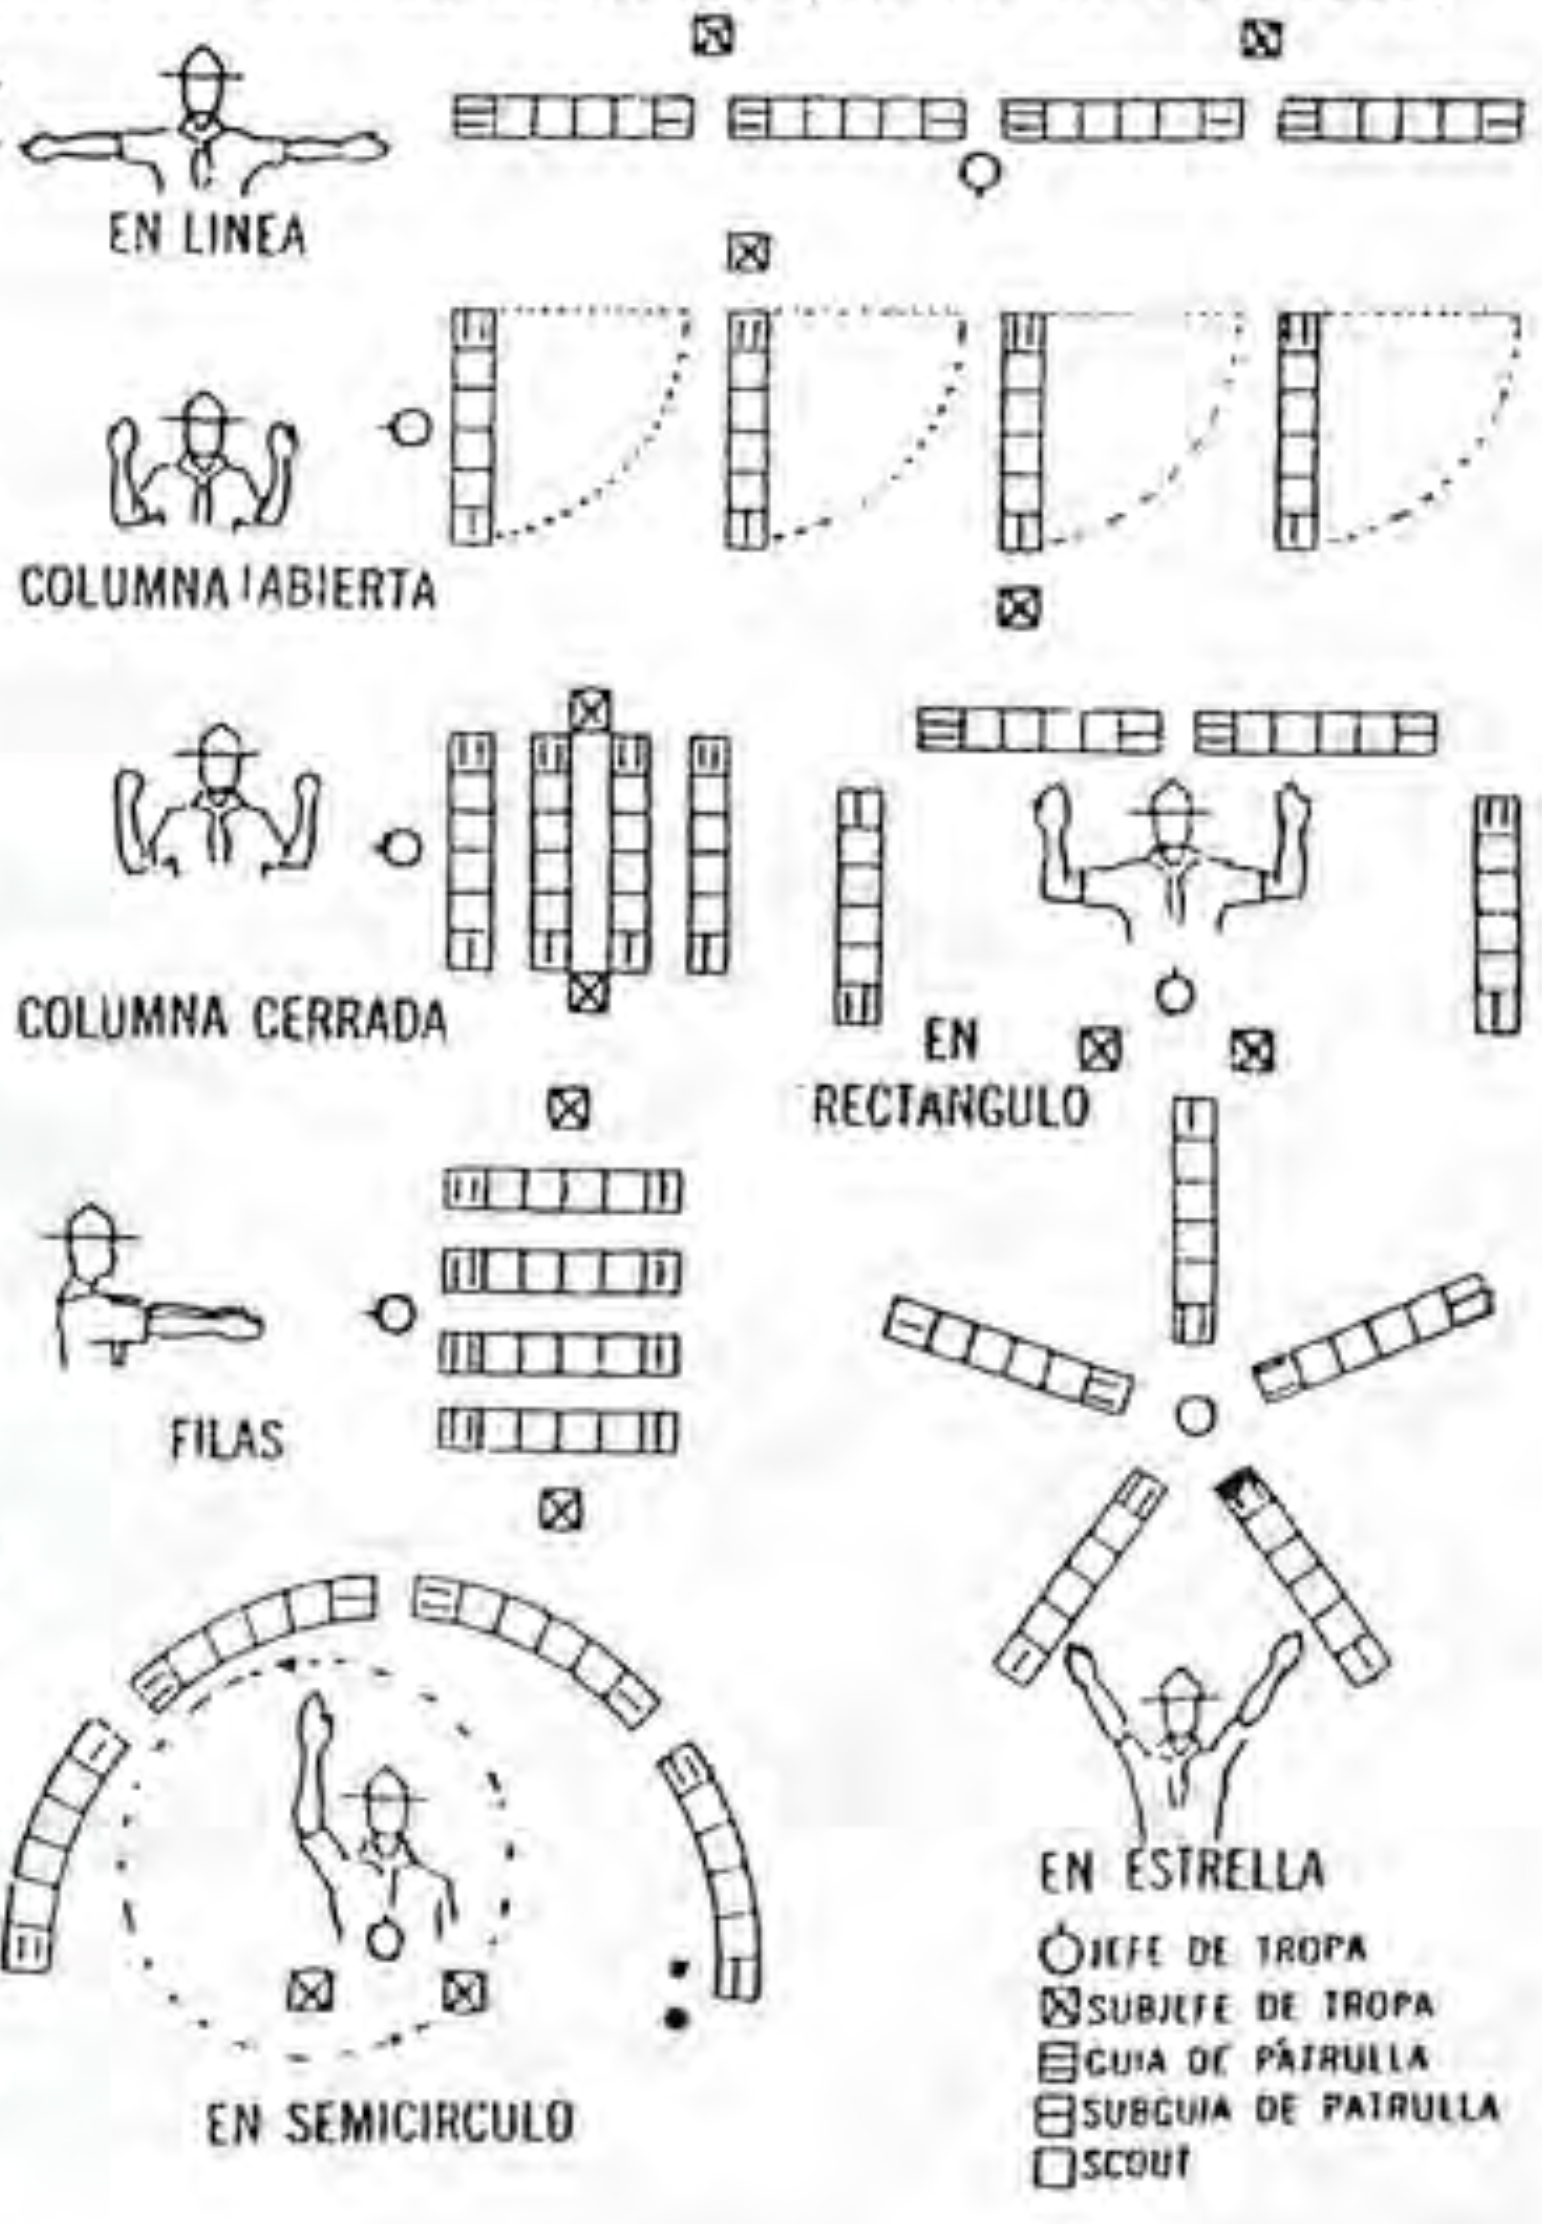 EN LINEA
COLUMNA ABIERTA
COLUMNA CERRADA
EN
RECTANGULO
FILAS
EN SEMICIRCULO
EN ESTRELLA
JEFE DE TROPA
SUBJEFE DE TROPA
GUIA DE PATRULLA
SUBGUIA DE PATRULLA
SCOUT